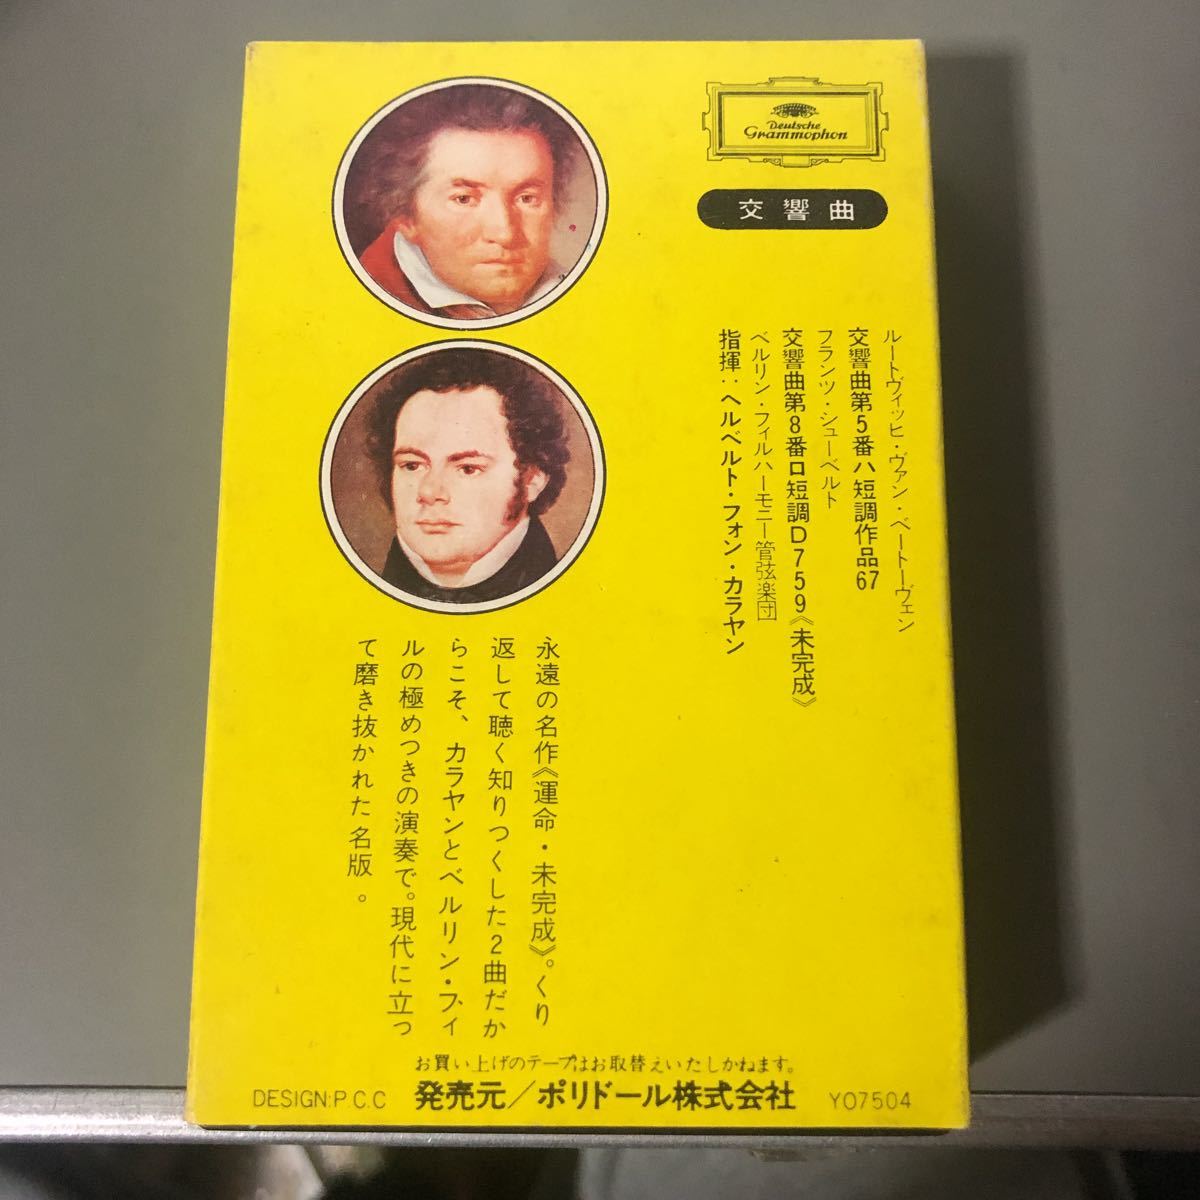 Deutsche
Grammophon
交響曲
ルートヴィッヒ・ヴァン・ベートーヴェン
交響曲第5番ハ短調作品67
フランツ・シューベルト
交響曲第8番ロ短調D759《未完成》
ベルリン・フィルハーモニー管弦楽団
指揮：ヘルベルト・フォン・カラヤン
永遠の名作《運命・未完成》。くり
返して聴く知りつくした2曲だか
らこそ、カラヤンとベルリン・フィ
ルの極めつきの演奏で。現代に立っ
て磨き抜かれた名版。
お買い上げのテープはお取替えいたしかねます。
DESIGN:P.C.C 発売元／ポリドール株式会社 YO7504